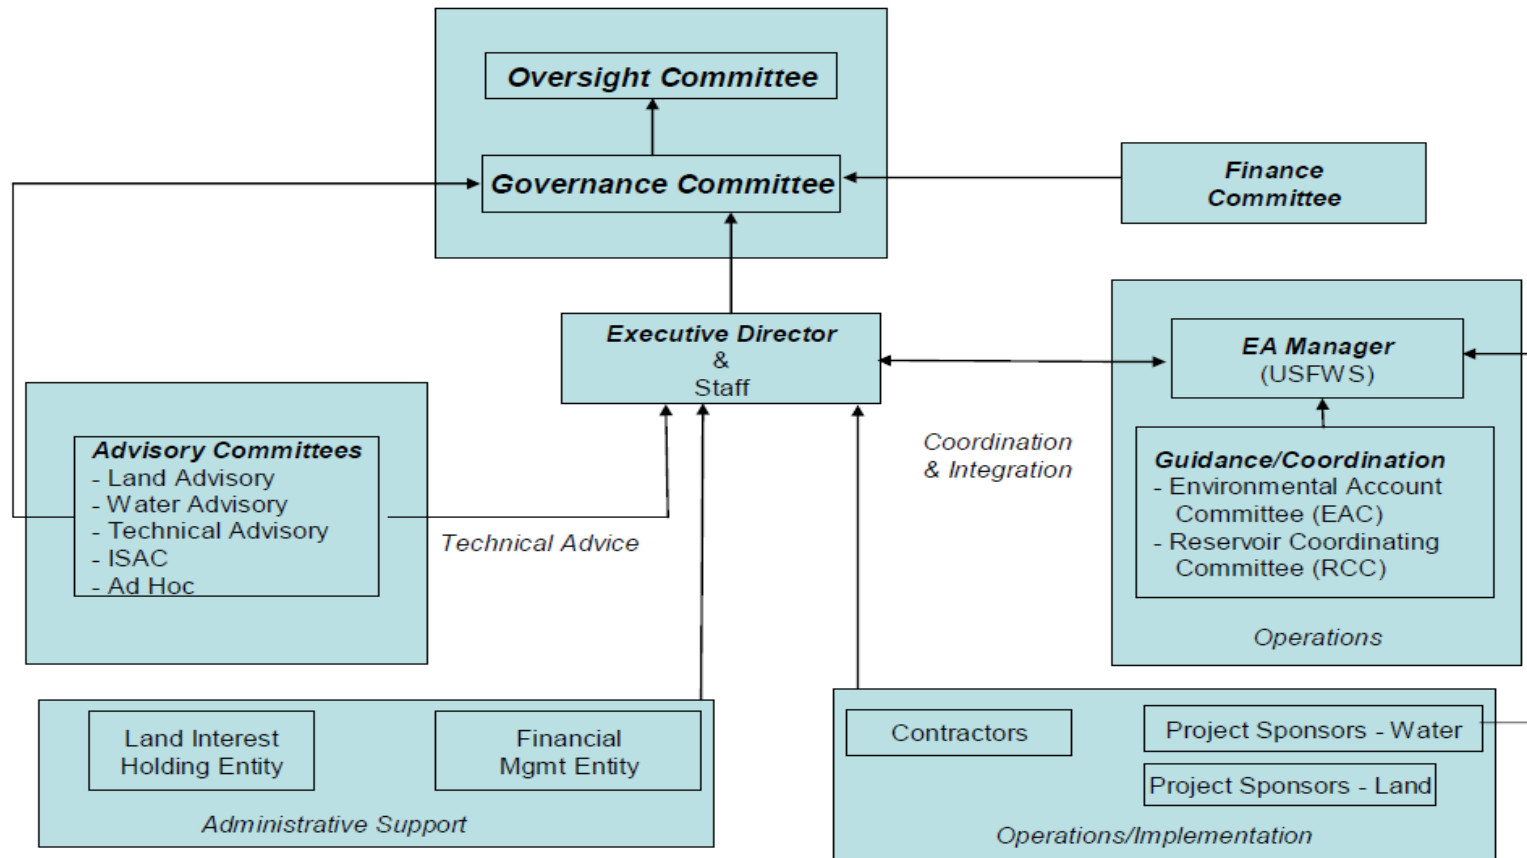 Oversight Committee
Governance Committee
Finance
Committee
Executive Director
&
Staff
EA Manager
(USFWS)
Coordination
& Integration
Guidance/Coordination
- Environmental Account
Committee (EAC)
- Reservoir Coordinating
Committee (RCC)
Operations
Advisory Committees
- Land Advisory
- Water Advisory
- Technical Advisory
- ISAC
- Ad Hoc
Technical Advice
Land Interest
Holding Entity
Financial
Mgmt Entity
Administrative Support
Contractors
Project Sponsors - Water
Project Sponsors - Land
Operations/Implementation